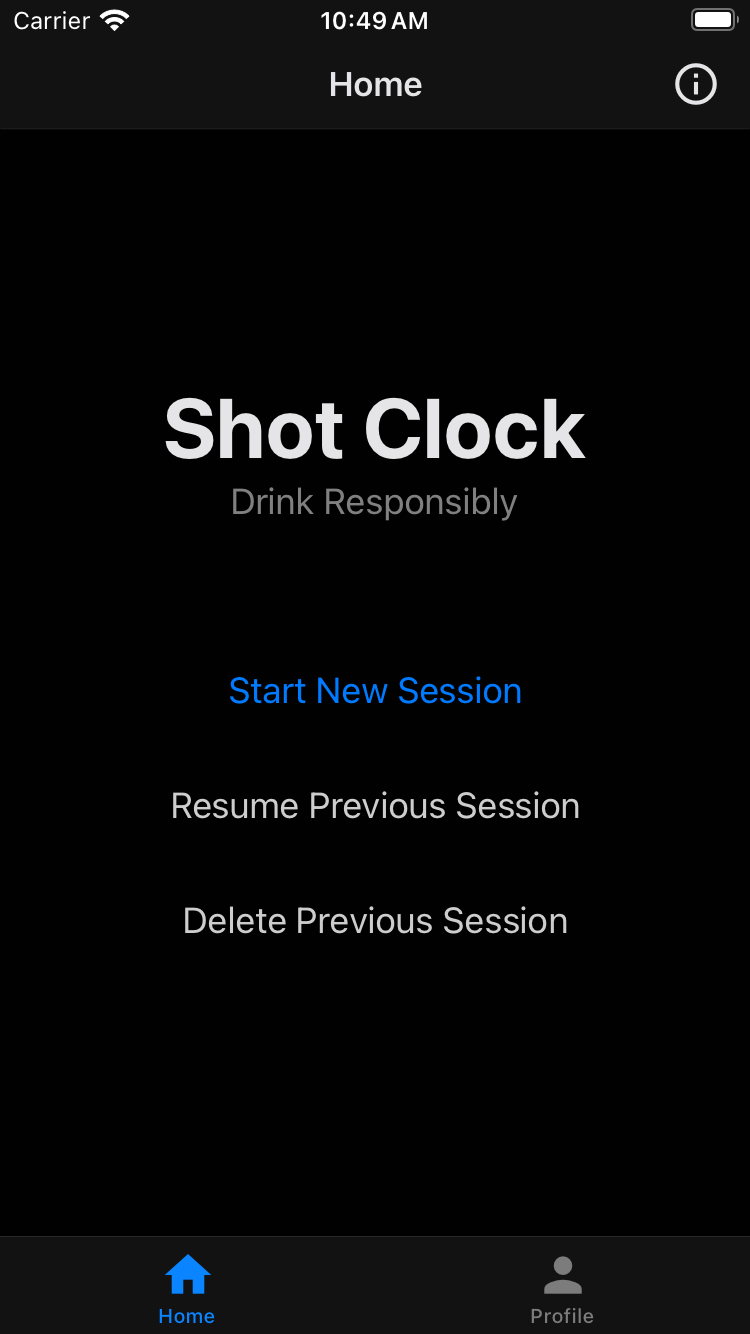 Carrier 10:49 AM
Home
Shot Clock
Drink Responsibly
Start New Session
Resume Previous Session
Delete Previous Session
Home Profile